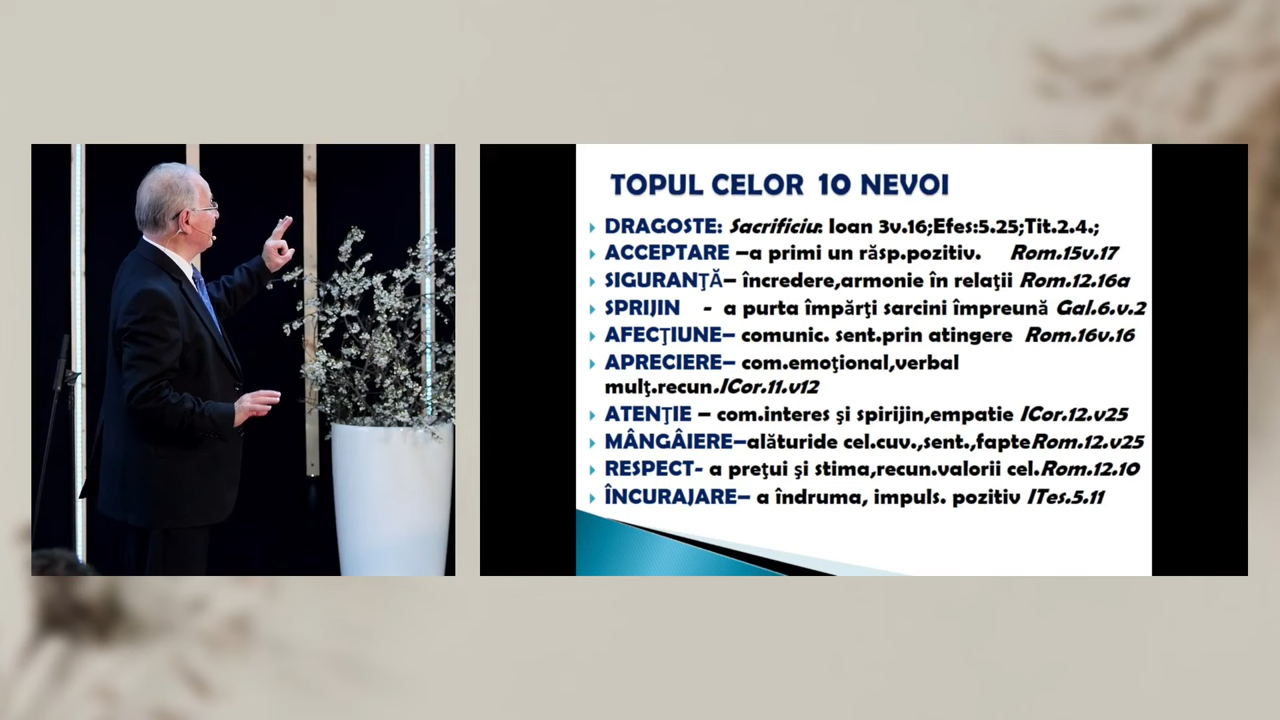 TOPUL CELOR 10 NEVOI
DRAGOSTE: Sacrificiu: Ioan 3v.16;Efes:5.25;Tit.2.4.;
ACCEPTARE –a primi un răsp.pozitiv. Rom.15v.17
SIGURANŢĂ– încredere,armonie în relaţii Rom.12.16a
SPRIJIN - a purta împărţi sarcini împreună Gal.6.v.2
AFECŢIUNE– comunic. sent.prin atingere Rom.16v.16
APRECIERE– com.emoţional,verbal
mulţ.recun.ICor.11.v12
ATENŢIE – com.interes şi spirijin,empatie ICor.12.v25
MÂNGÂIERE–alăturide cel.cuv.,sent.,fapteRom.12.v25
RESPECT- a preţui şi stima,recun.valorii cel.Rom.12.10
ÎNCURAJARE– a îndruma, impuls. pozitiv ITes.5.11